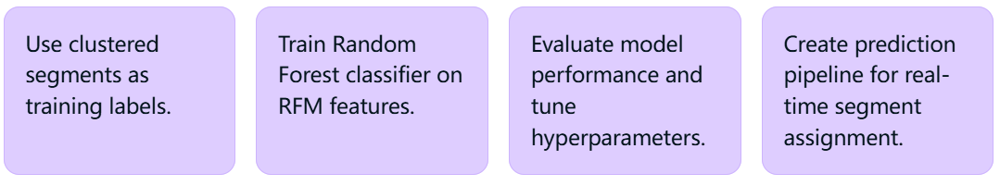 Use clustered
segments as
training labels.
Train Random
Forest classifier on
RFM features.
Evaluate model
performance and
tune
hyperparameters.
Create prediction
pipeline for real-
time segment
assignment.